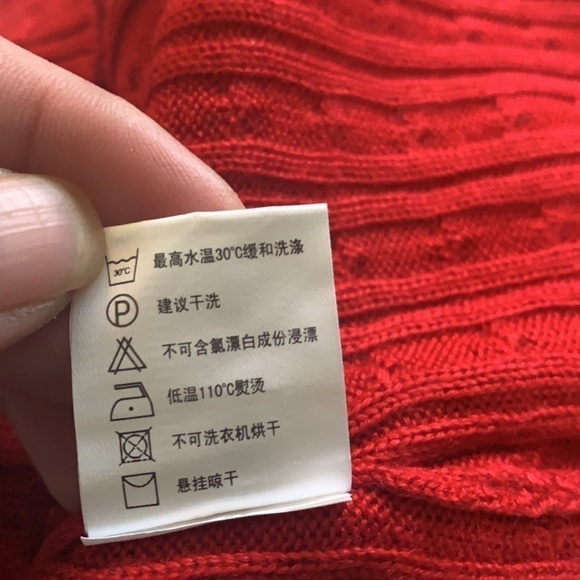 30℃ 最高水温30℃缓和洗涤
P 建议干洗
不可含氯漂白成份浸漂
低温110℃熨烫
不可洗衣机烘干
悬挂晾干